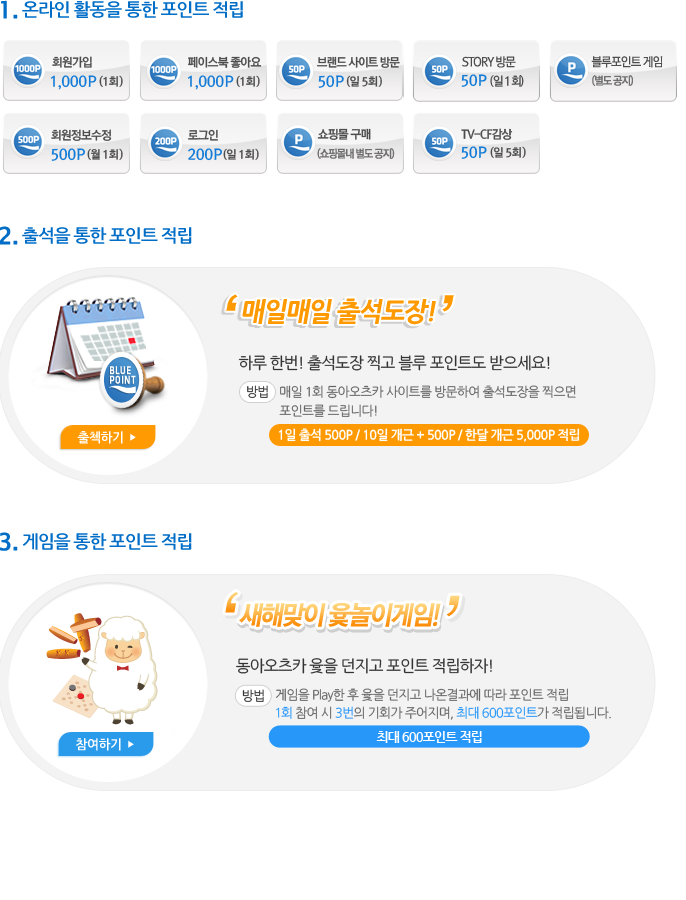 1. 온라인 활동을 통한 포인트 적립
1000P 회원가입
1,000P (1회)
1000P 페이스북 좋아요
1,000P (1회)
50P 브랜드 사이트 방문
50P (일 5회)
50P STORY 방문
50P (일 1회)
P 블루포인트 게임
(별도 공지)
500P 회원정보수정
500P (월 1회)
200P 로그인
200P (일 1회)
P 쇼핑몰 구매
(쇼핑몰내 별도 공지)
50P TV-CF감상
50P (일 5회)
2. 출석을 통한 포인트 적립
‘매일매일 출석도장!’
하루 한번! 출석도장 찍고 블루 포인트도 받으세요!
BLUE
POINT
방법 매일 1회 동아오츠카 사이트를 방문하여 출석도장을 찍으면
포인트를 드립니다!
출첵하기 ▶
1일 출석 500P / 10일 개근 + 500P / 한달 개근 5,000P 적립
3. 게임을 통한 포인트 적립
‘새해맞이 윷놀이게임!’
동아오츠카 윷을 던지고 포인트 적립하자!
방법 게임을 Play한 후 윷을 던지고 나온결과에 따라 포인트 적립
1회 참여 시 3번의 기회가 주어지며, 최대 600포인트가 적립됩니다.
최대 600포인트 적립
참여하기 ▶